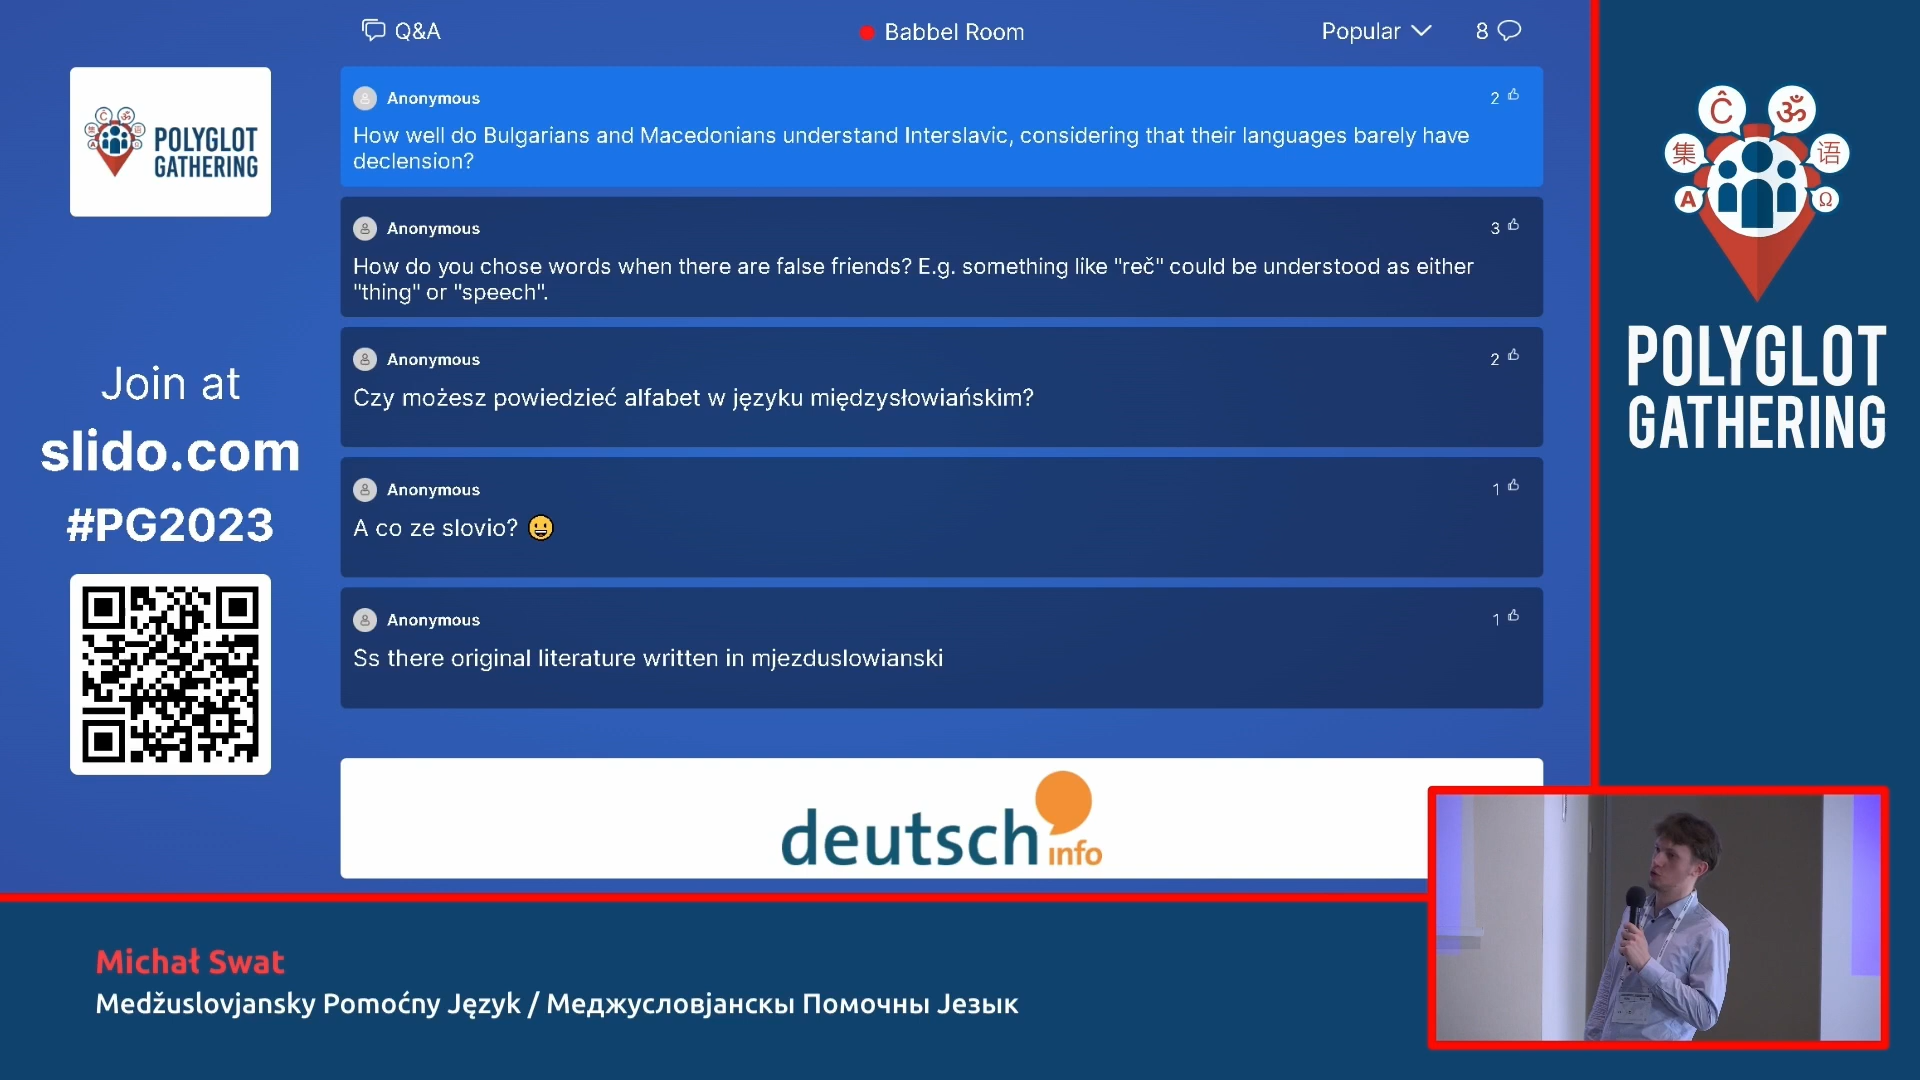 Q&A
Babbel Room
Popular
8
POLYGLOT
GATHERING
Join at
slido.com
#PG2023
Anonymous
2
How well do Bulgarians and Macedonians understand Interslavic, considering that their languages barely have
declension?
Anonymous
3
How do you chose words when there are false friends? E.g. something like "reč" could be understood as either
"thing" or "speech".
Anonymous
2
Czy możesz powiedzieć alfabet w języku międzysłowiańskim?
Anonymous
1
A co ze slovio? 😀
Anonymous
1
Ss there original literature written in mjezduslowianski
deutsch
info
Ĉ
ॐ
集
语
A
Ω
POLYGLOT
GATHERING
Michał Swat
Medžuslovjansky Pomoćny Język / Меджусловјанскы Помочны Језык